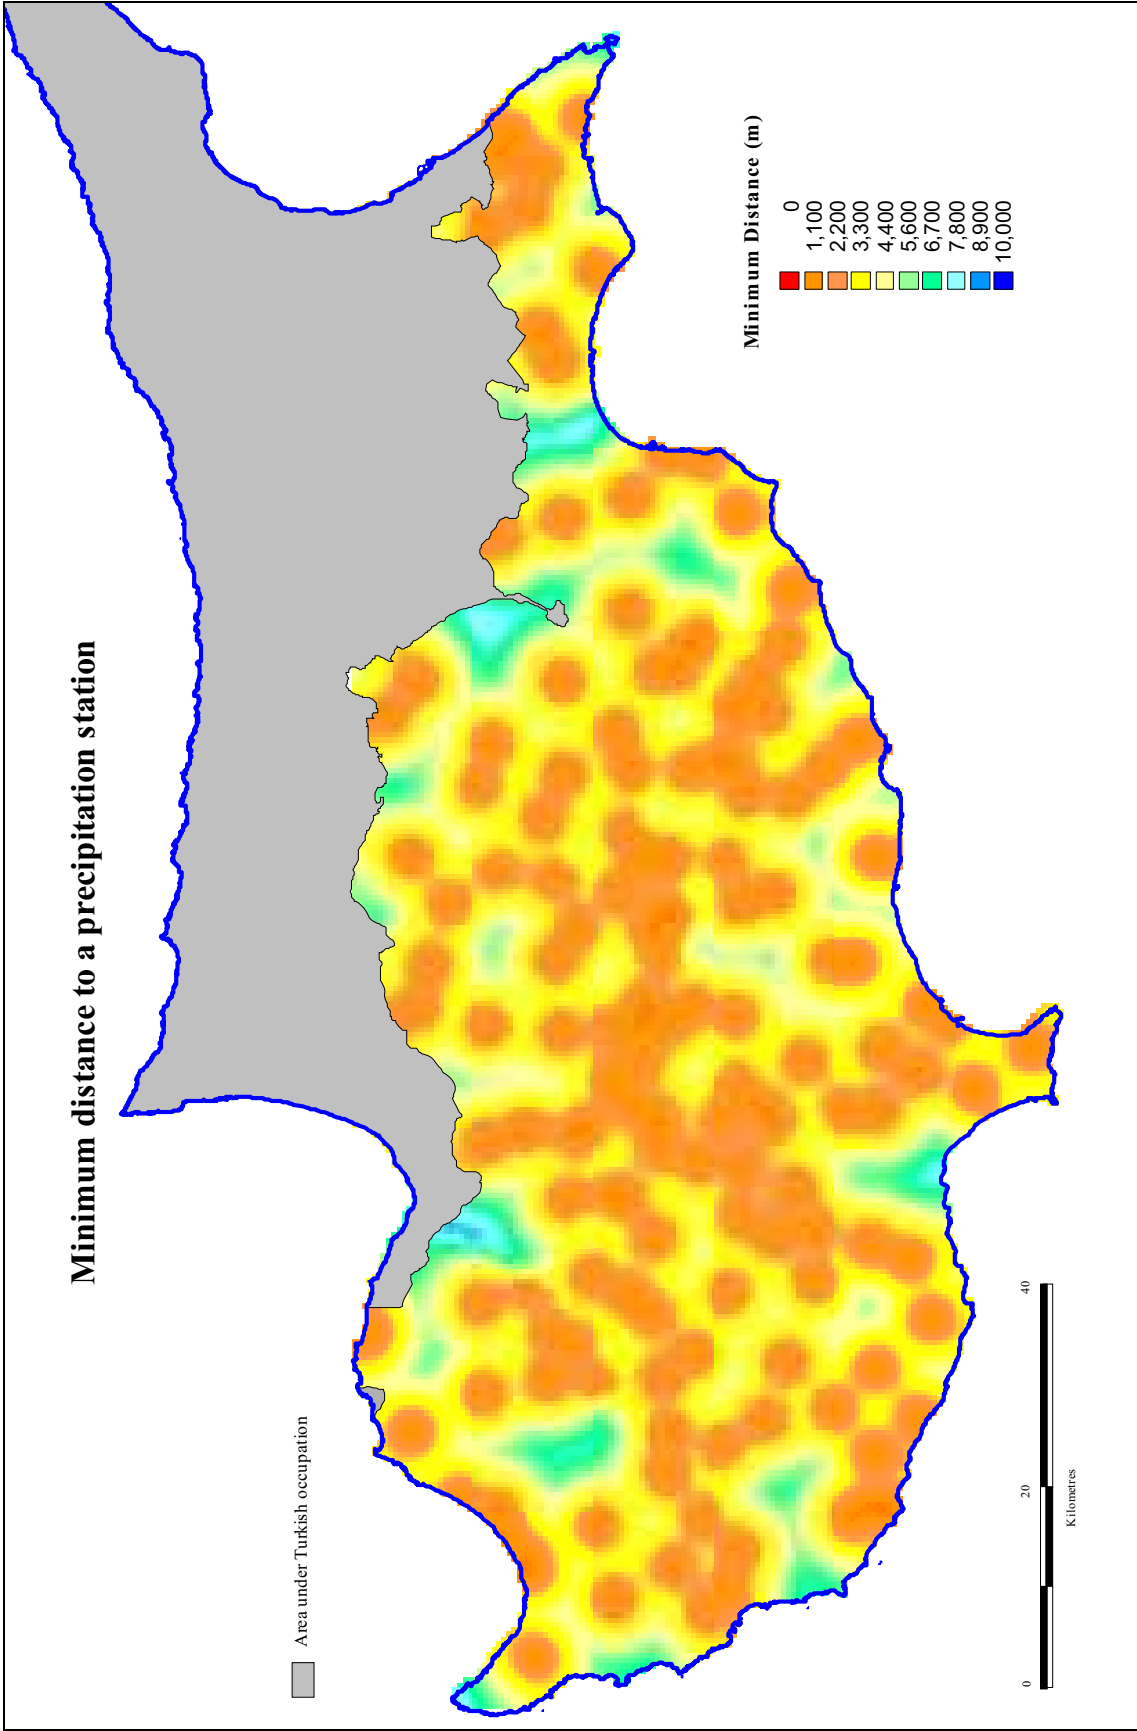 Minimum distance to a precipitation station
Area under Turkish occupation
Minimum Distance (m)
0
1,100
2,200
3,300
4,400
5,600
6,700
7,800
8,900
10,000
0 20 40
Kilometres